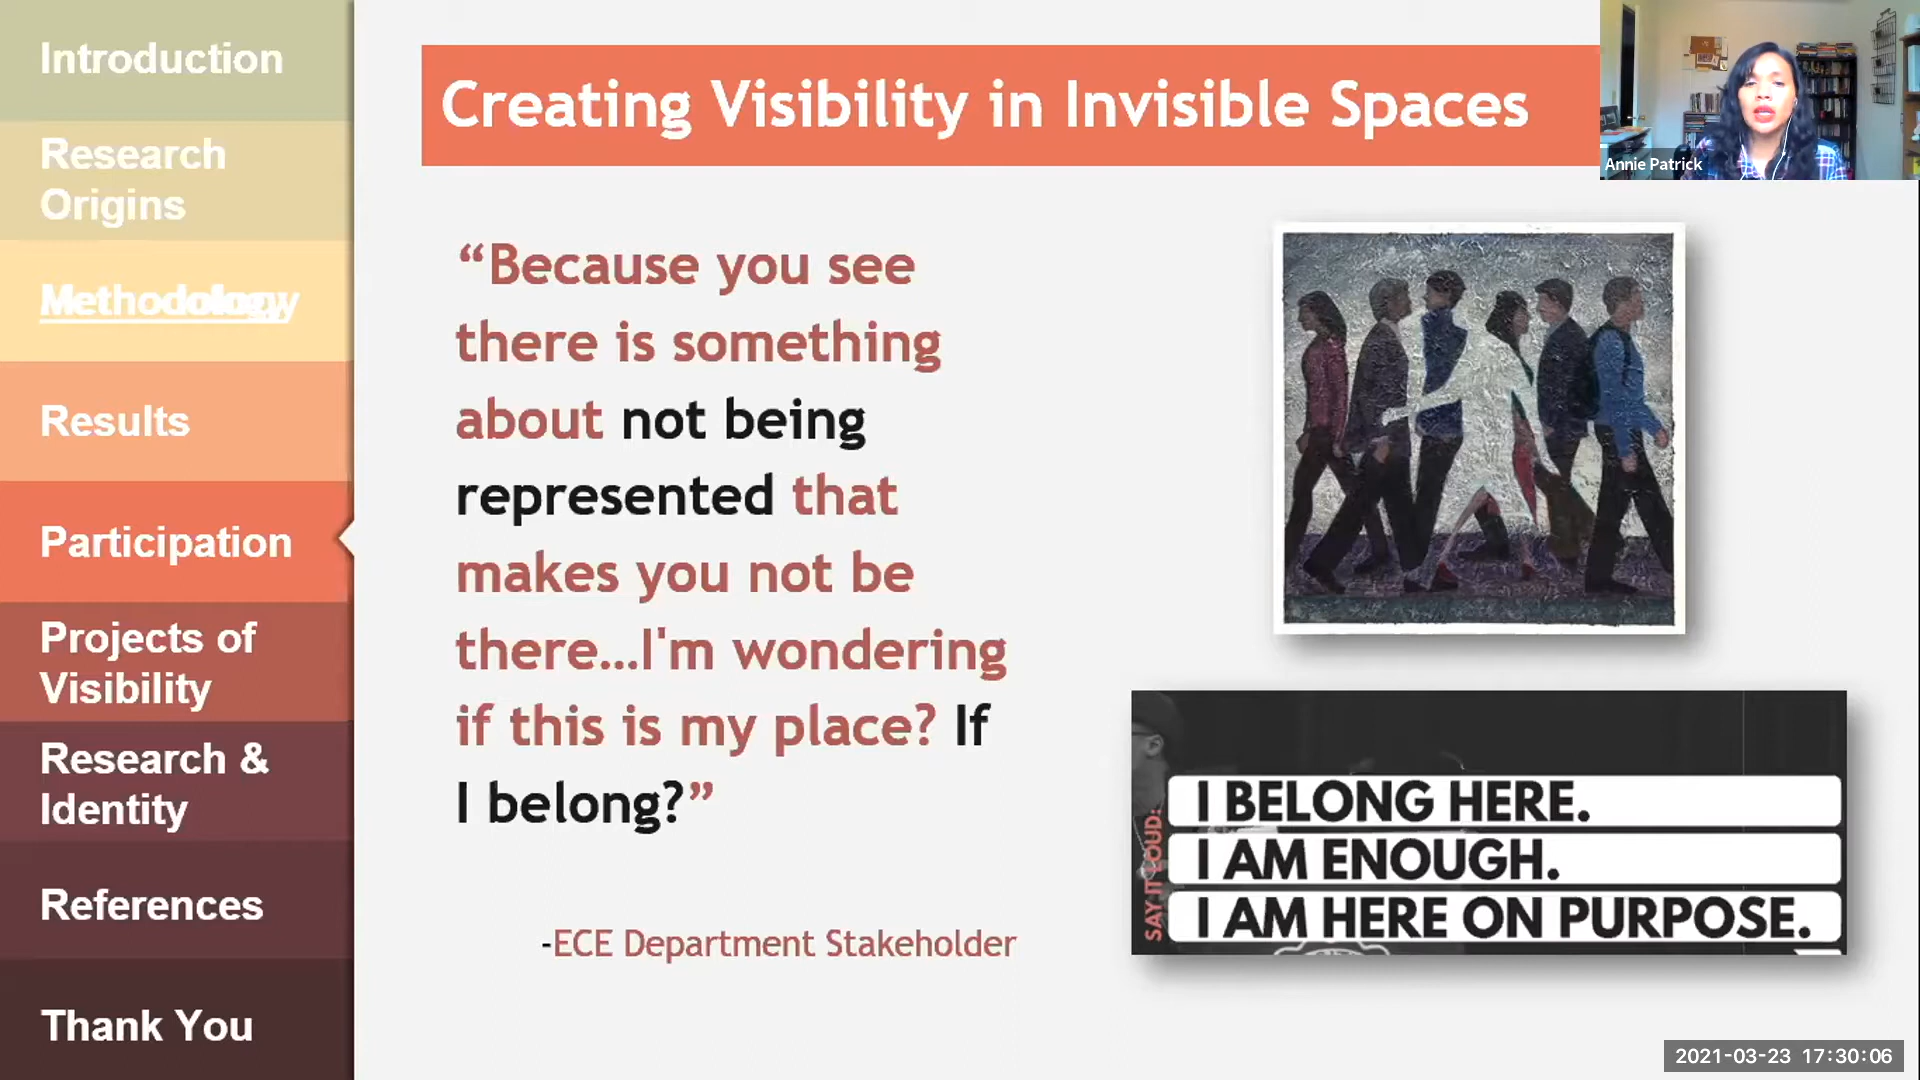 Introduction
Research
Origins
Methodology
Results
Participation
Projects of
Visibility
Research &
Identity
References
Thank You
Creating Visibility in Invisible Spaces
“Because you see
there is something
about not being
represented that
makes you not be
there...I'm wondering
if this is my place? If
I belong?”
-ECE Department Stakeholder
Annie Patrick
SAY IT LOUD:
I BELONG HERE.
I AM ENOUGH.
I AM HERE ON PURPOSE.
2021-03-23 17:30:06